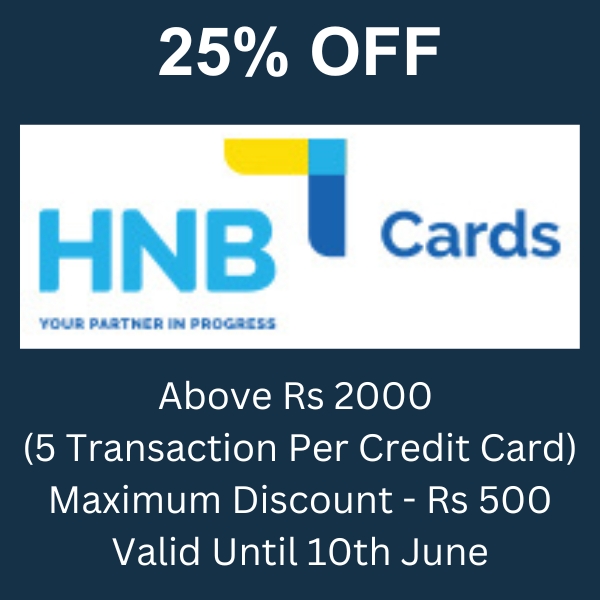 25% OFF
HNB Cards
YOUR PARTNER IN PROGRESS
Above Rs 2000
(5 Transaction Per Credit Card)
Maximum Discount - Rs 500
Valid Until 10th June